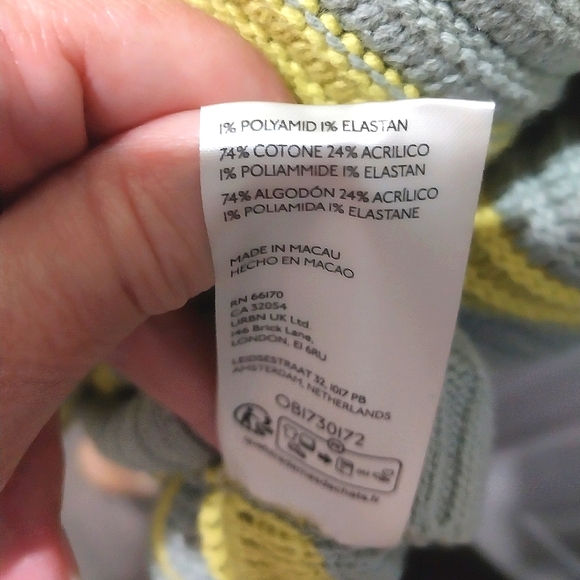 1% POLYAMID 1% ELASTAN
74% COTONE 24% ACRILICO
1% POLIAMMIDE 1% ELASTAN
74% ALGODÓN 24% ACRÍLICO
1% POLIAMIDA 1% ELASTANE
MADE IN MACAU
HECHO EN MACAO
RN 66170
CA 32054
URBN UK Ltd.
146 Brick Lane,
LONDON, E1 6RU
LEIDSESTRAAT 32, 1017 PB
AMSTERDAM, NETHERLANDS
OB1730172
ou